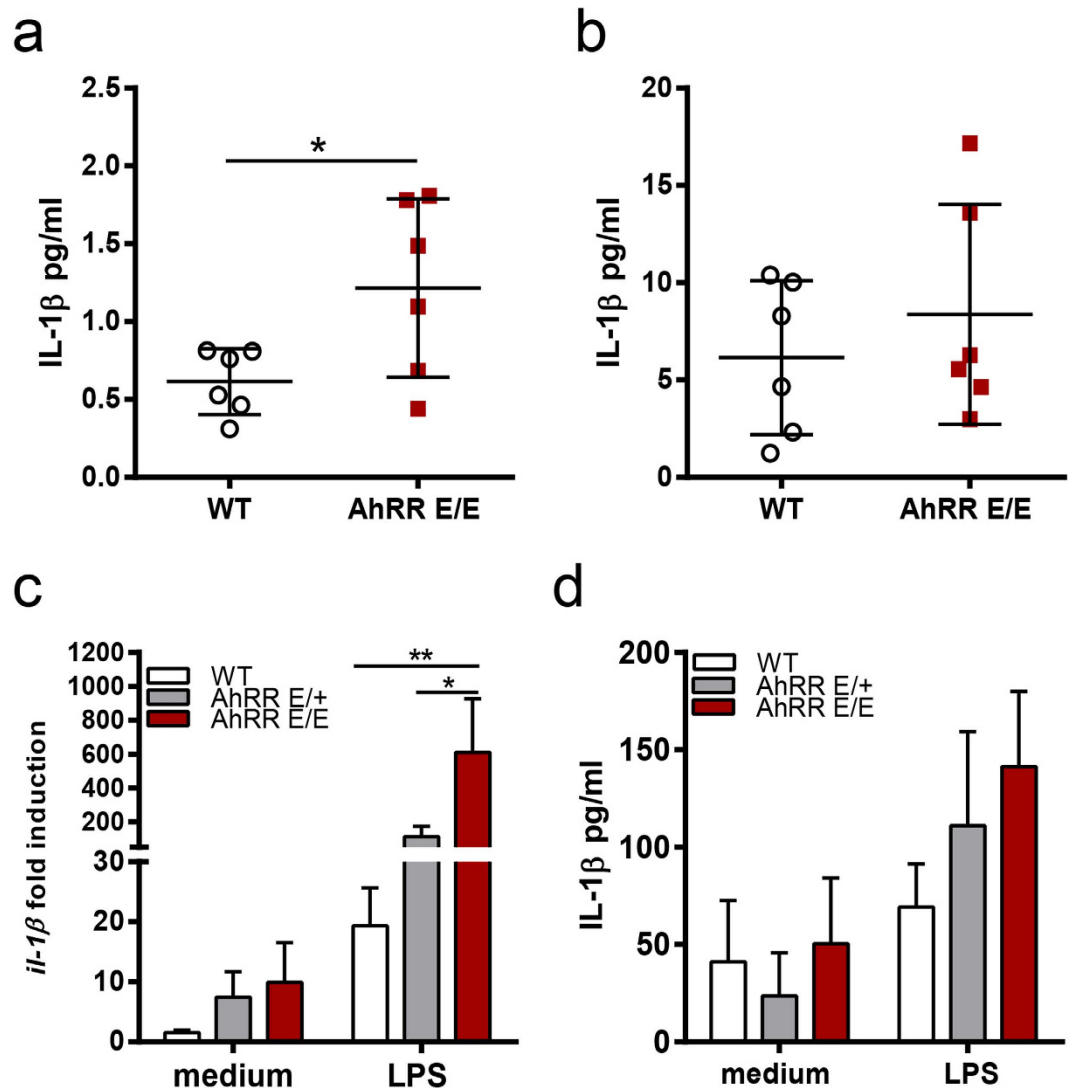 a
2.5
2.0
1.5
1.0
0.5
0.0
IL-1β pg/ml
*
WT
AhRR E/E
b
20
15
10
5
0
IL-1β pg/ml
WT
AhRR E/E
c
1200
1000
800
600
400
200
30
20
10
0
il-1β fold induction
WT
AhRR E/+
AhRR E/E
**
*
medium
LPS
d
200
150
100
50
0
IL-1β pg/ml
WT
AhRR E/+
AhRR E/E
medium
LPS